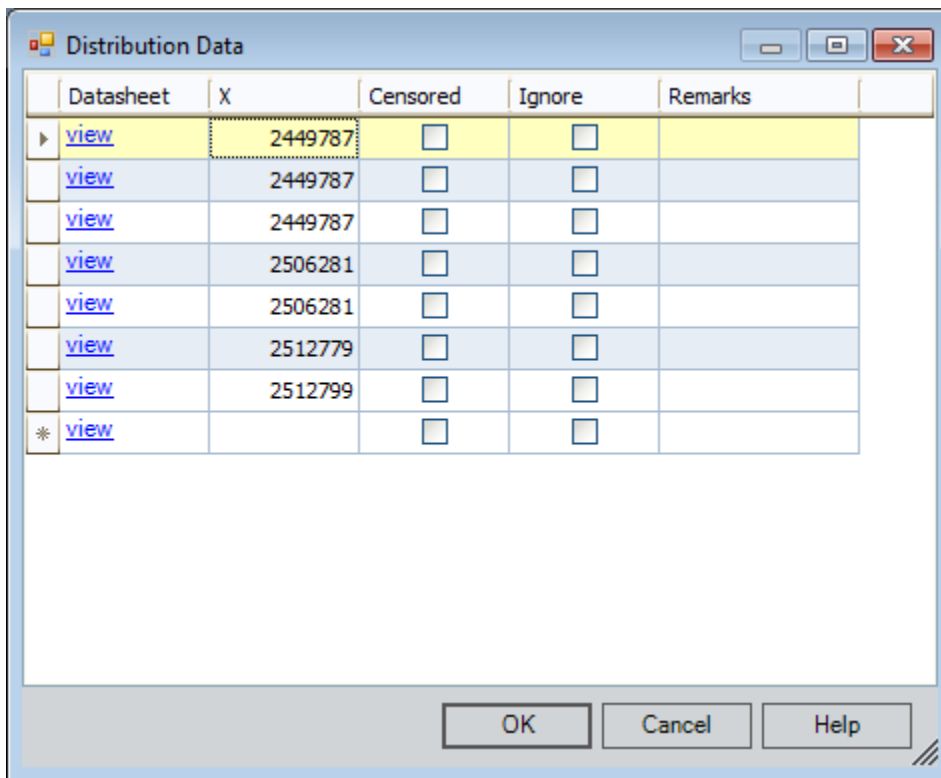 Distribution Data
Datasheet X Censored Ignore Remarks
view 2449787
view 2449787
view 2449787
view 2506281
view 2506281
view 2512779
view 2512799
view
OK Cancel Help